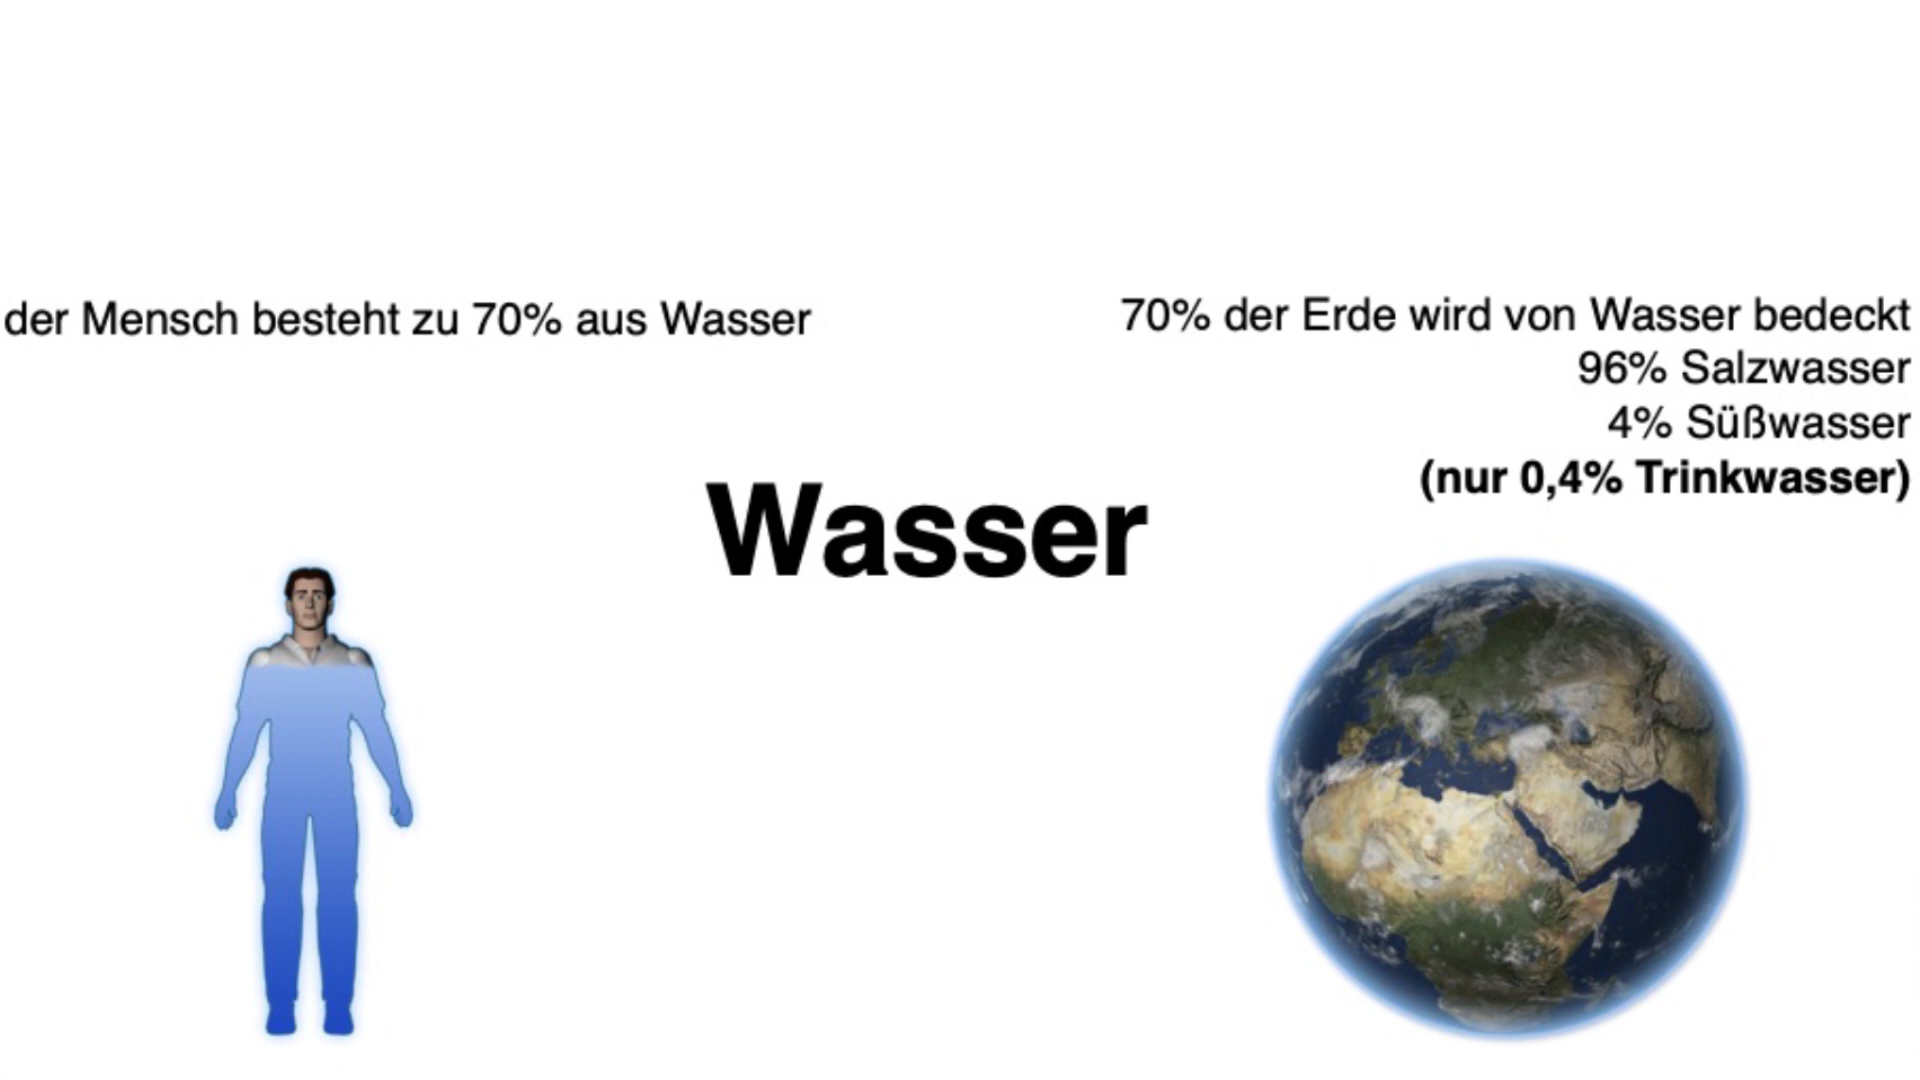 der Mensch besteht zu 70% aus Wasser
70% der Erde wird von Wasser bedeckt
96% Salzwasser
4% Süßwasser
(nur 0,4% Trinkwasser)
Wasser